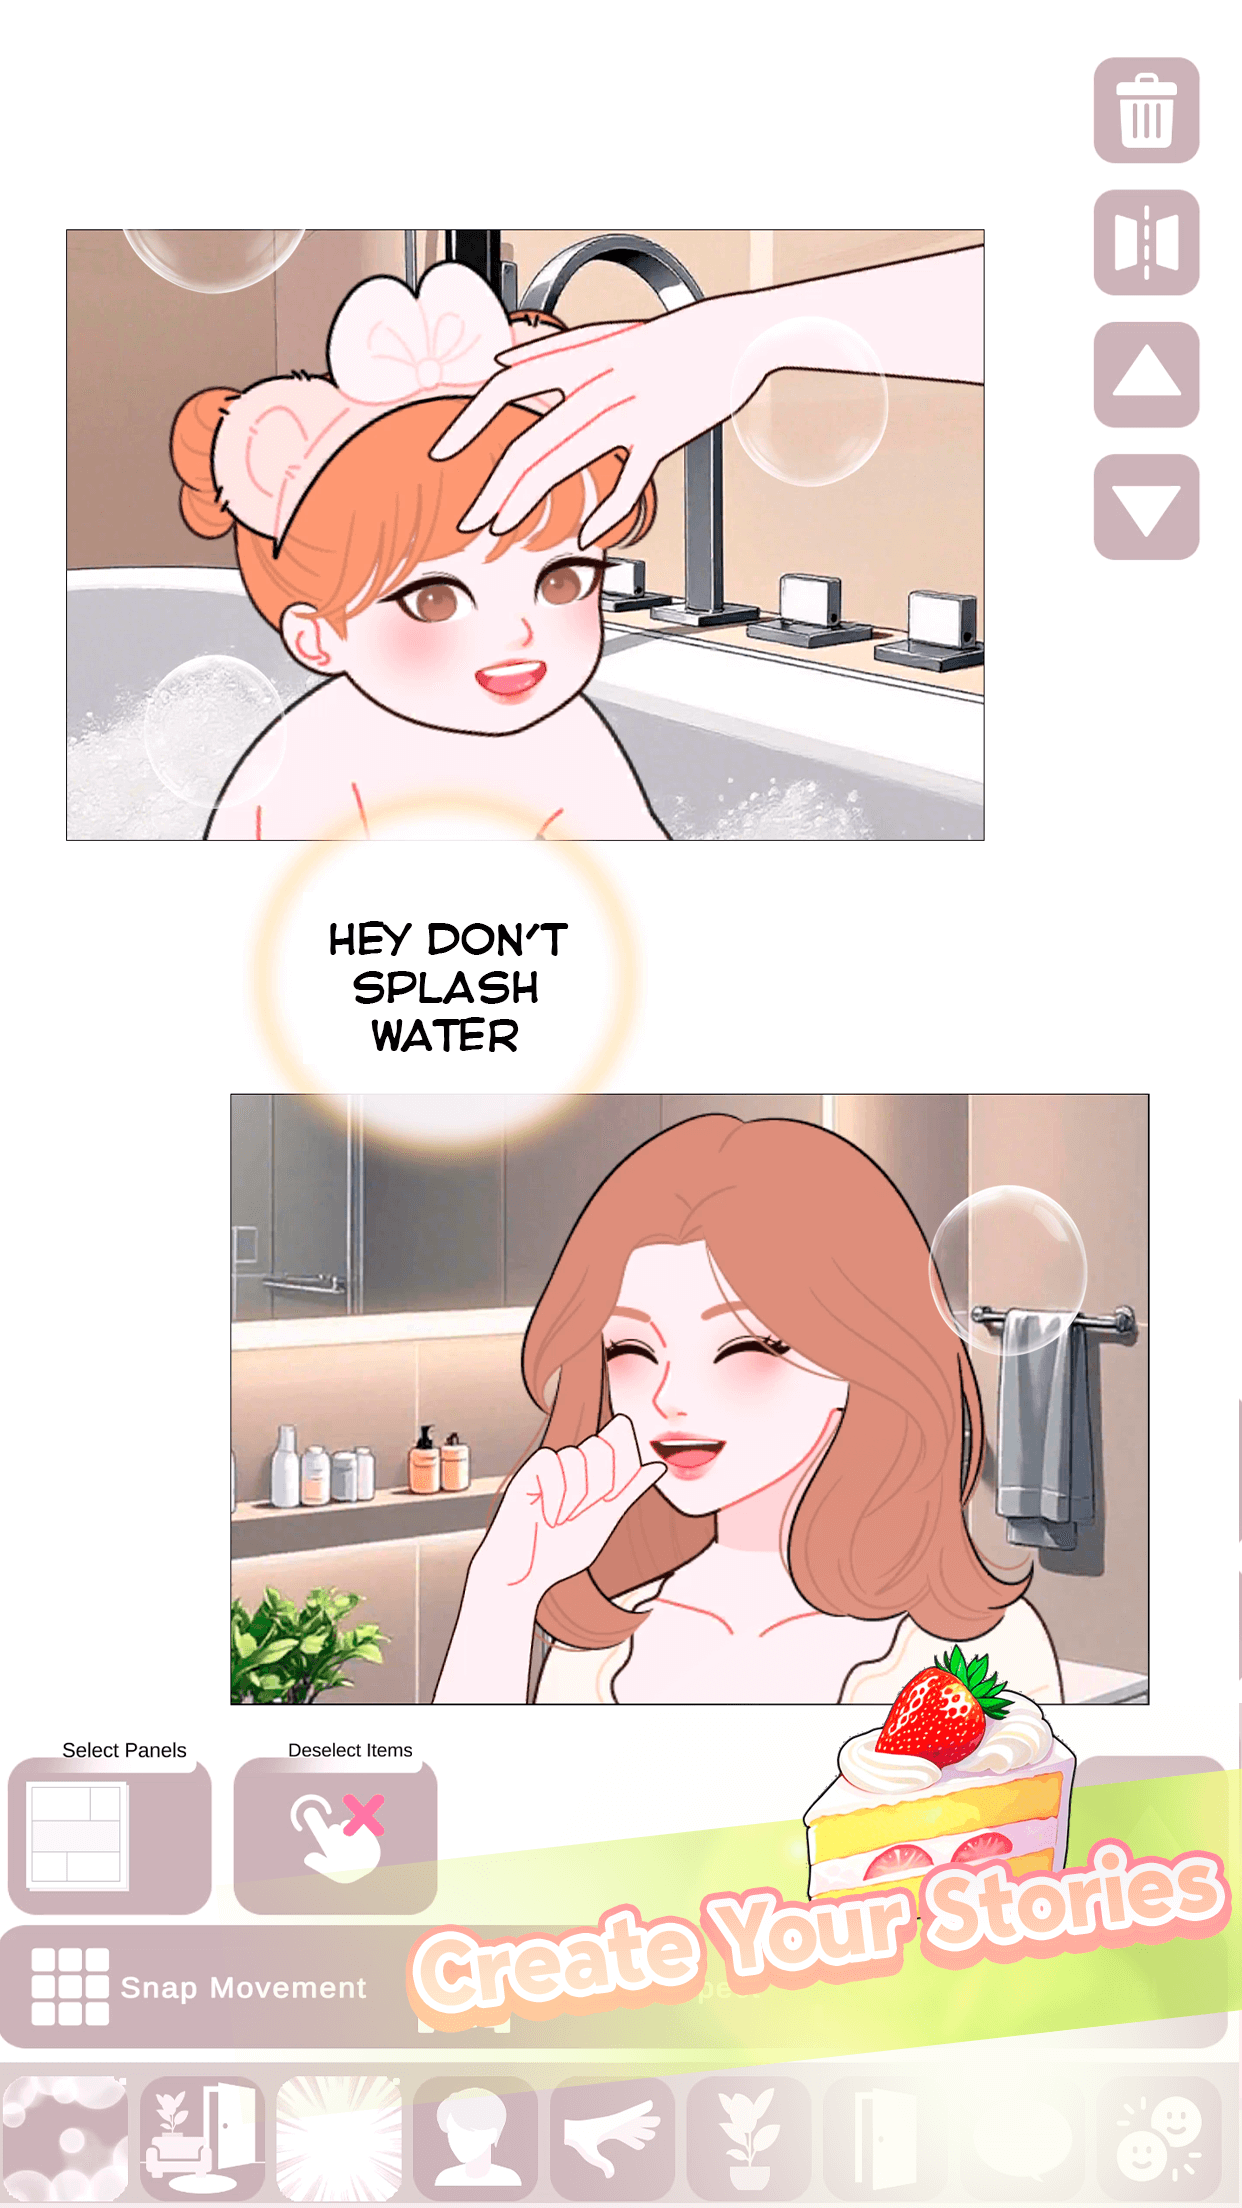 HEY DON'T
SPLASH
WATER
Select Panels
Deselect Items
Create Your Stories
Snap Movement